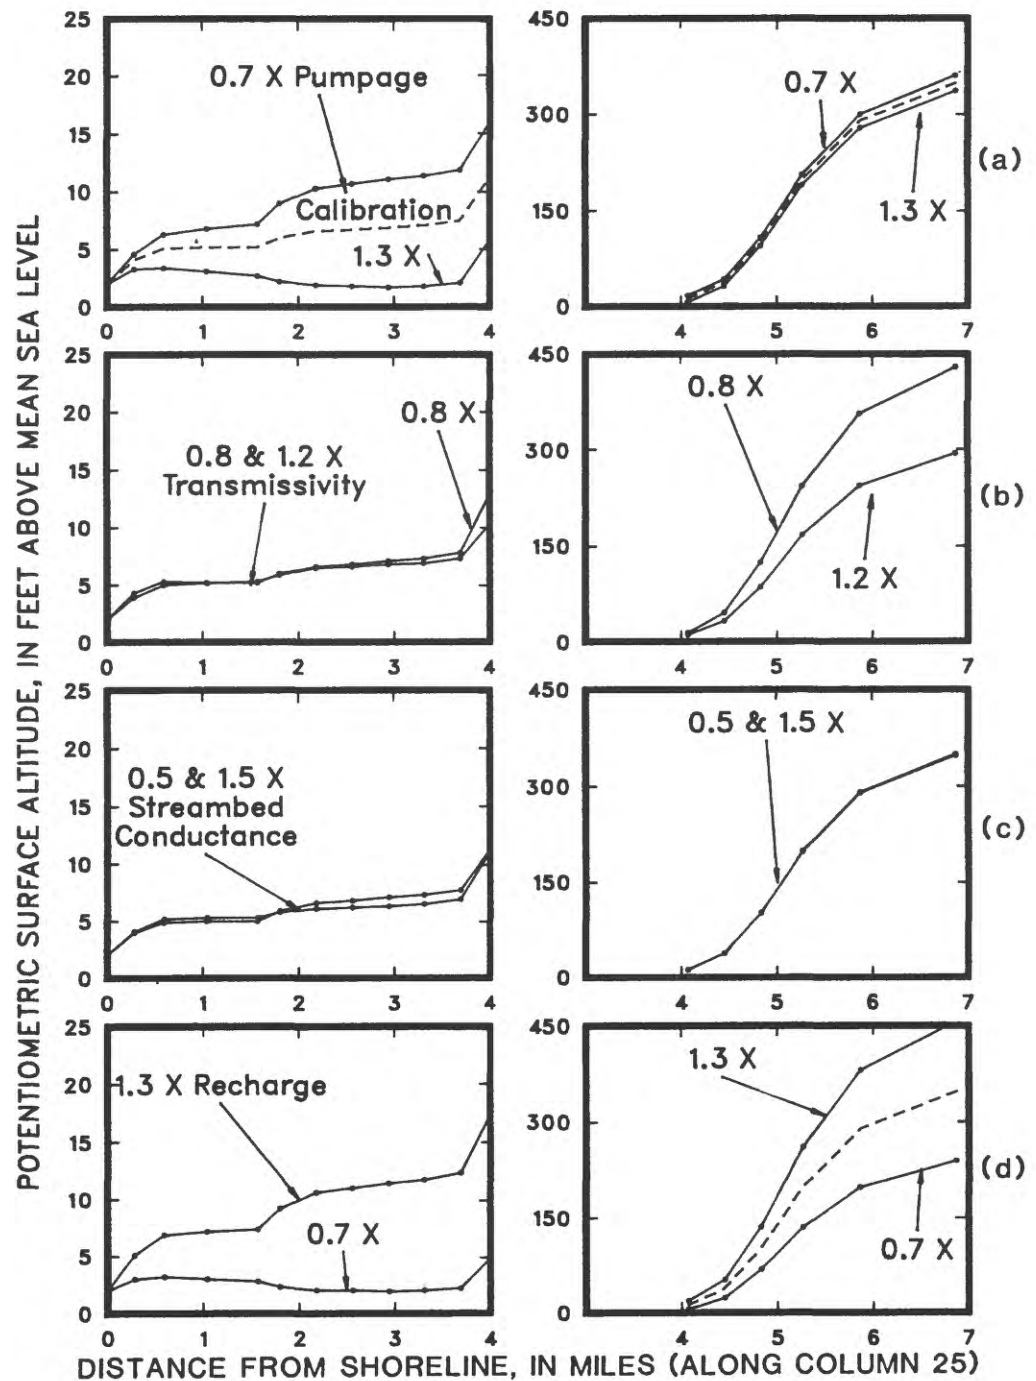 POTENTIOMETRIC SURFACE ALTITUDE, IN FEET ABOVE MEAN SEA LEVEL
25
20
15
10
5
0
0.7 X Pumpage
Calibration
1.3 X
0 1 2 3 4
450
300
150
0
0.7 X
1.3 X
4 5 6 7
(a)
25
20
15
10
5
0
0.8 X
0.8 & 1.2 X
Transmissivity
0 1 2 3 4
450
300
150
0
0.8 X
1.2 X
4 5 6 7
(b)
25
20
15
10
5
0
0.5 & 1.5 X
Streambed
Conductance
0 1 2 3 4
450
300
150
0
0.5 & 1.5 X
4 5 6 7
(c)
25
20
15
10
5
0
1.3 X Recharge
0.7 X
0 1 2 3 4
450
300
150
0
1.3 X
0.7 X
4 5 6 7
(d)
DISTANCE FROM SHORELINE, IN MILES (ALONG COLUMN 25)